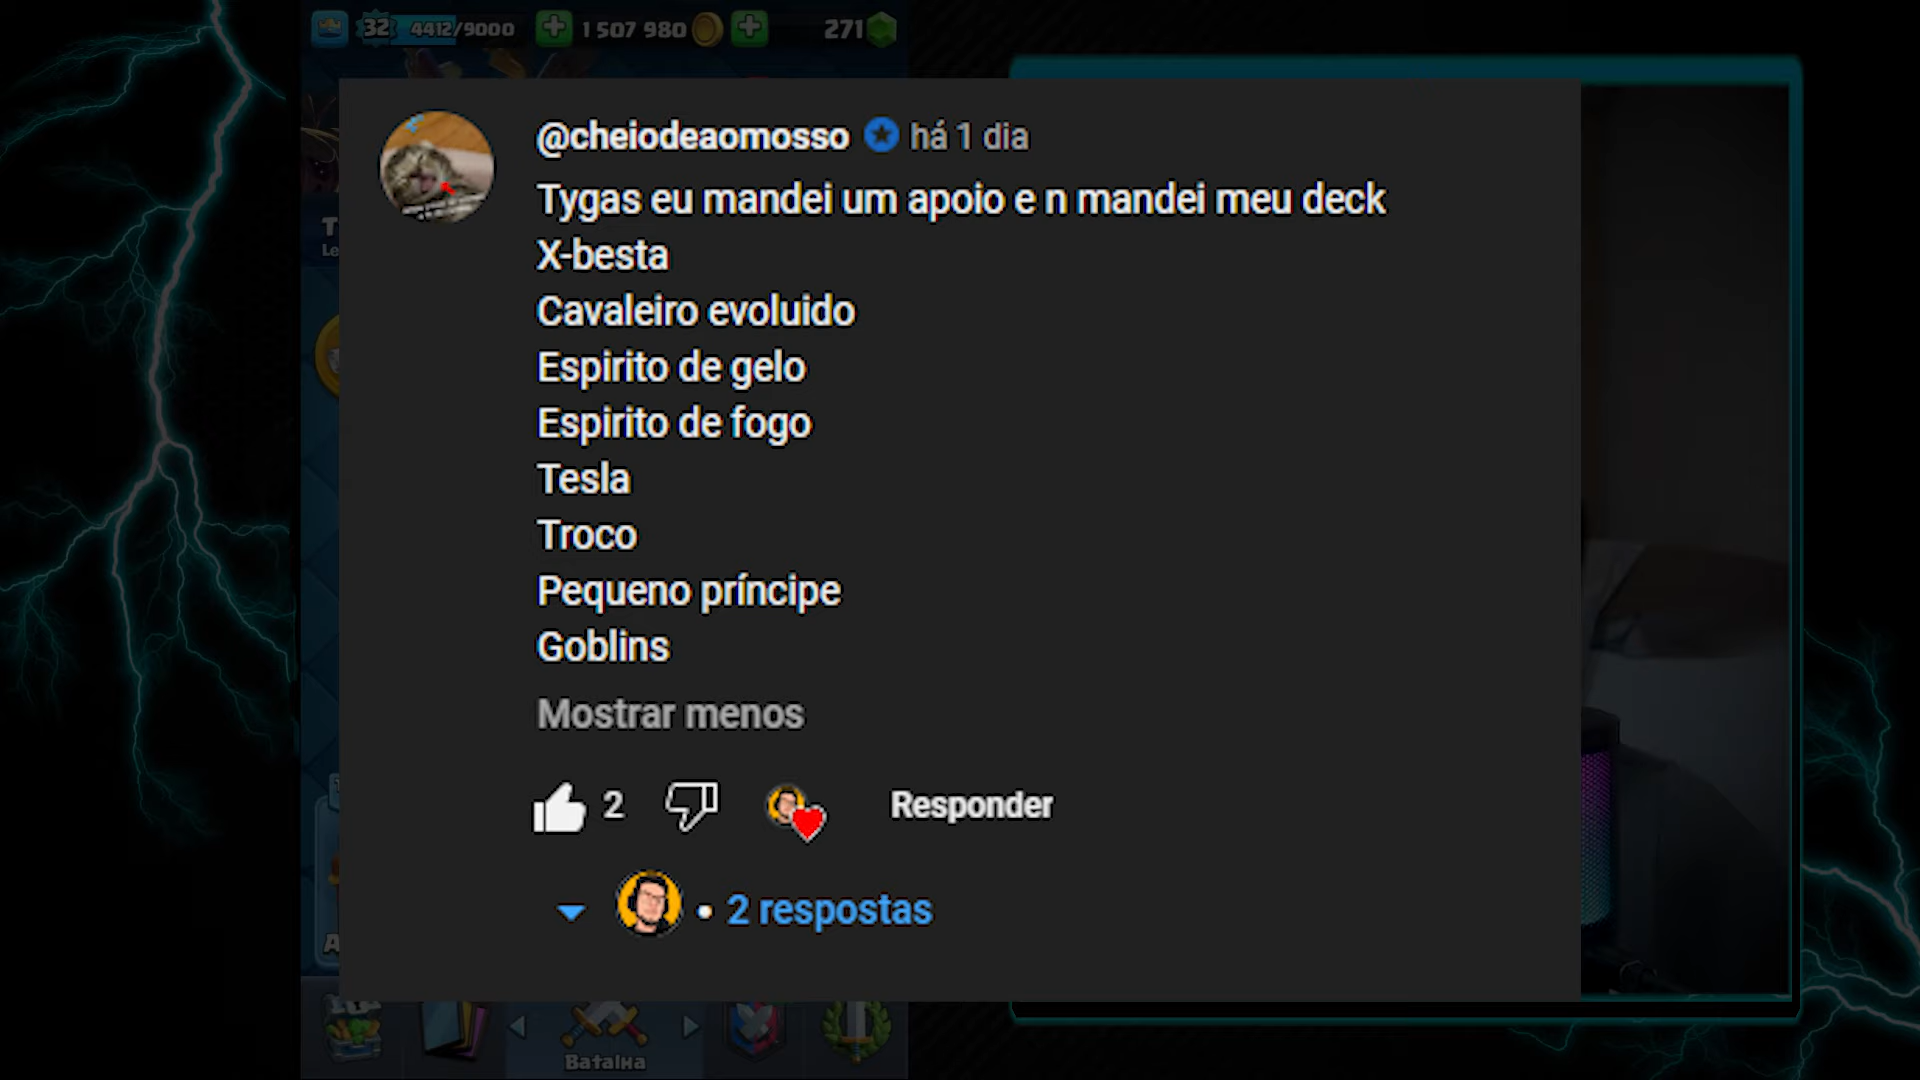 32 4412/9000 1 507 980 271
@cheiodeaomosso há 1 dia
Tygas eu mandei um apoio e n mandei meu deck
X-besta
Cavaleiro evoluido
Espirito de gelo
Espirito de fogo
Tesla
Troco
Pequeno príncipe
Goblins
Mostrar menos
2 Responder
• 2 respostas
Batalha